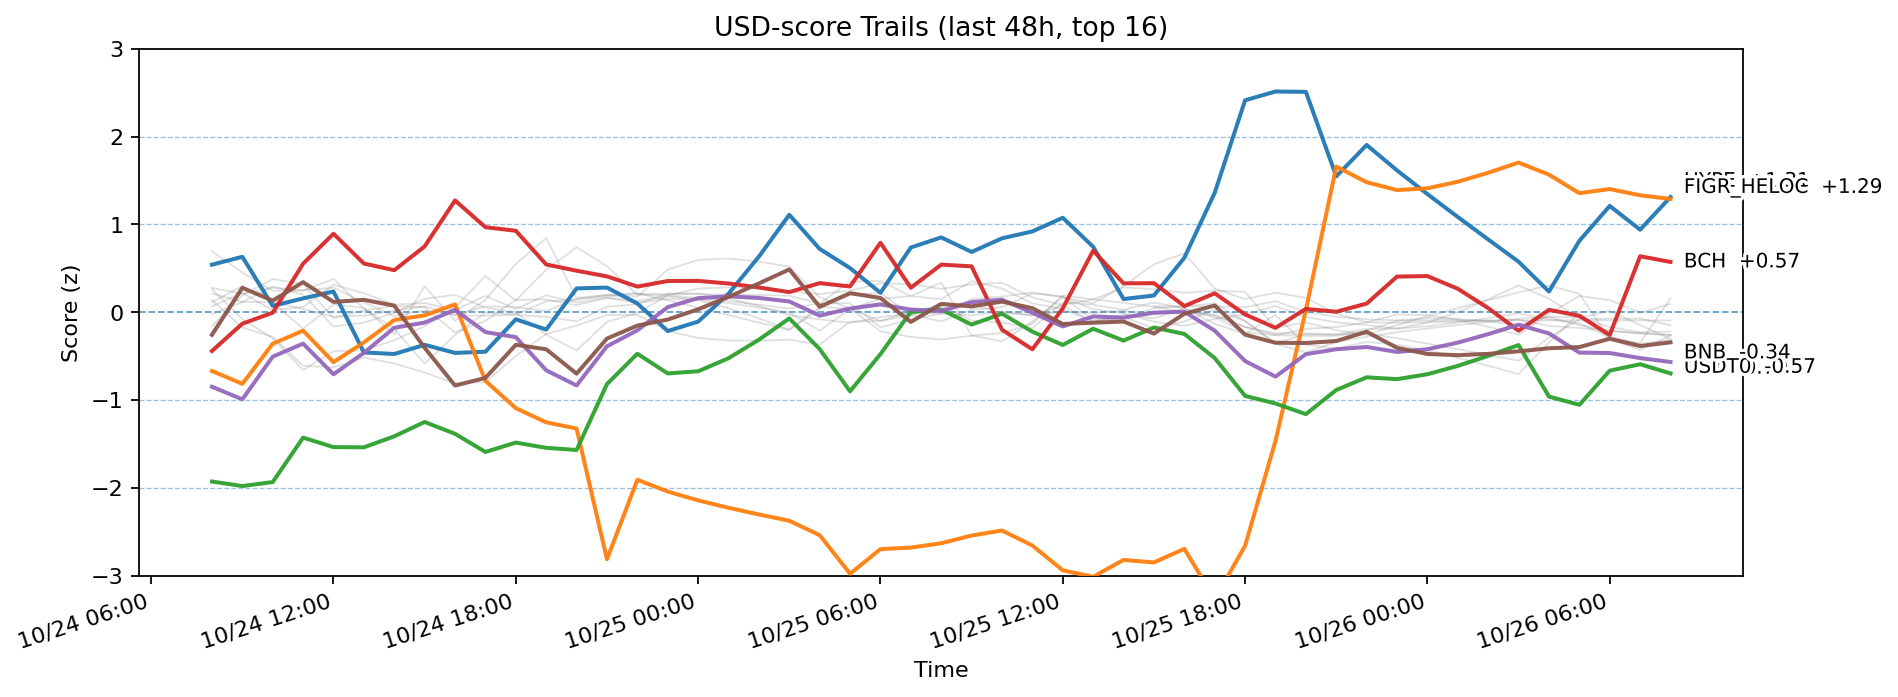 USD-score Trails (last 48h, top 16)
Score (z)
3
2
1
0
−1
−2
−3
FIGR_HELOC +1.29
BCH +0.57
BNB -0.34
USDT0 -0.57
10/24 06:00
10/24 12:00
10/24 18:00
10/25 00:00
10/25 06:00
10/25 12:00
10/25 18:00
10/26 00:00
10/26 06:00
Time